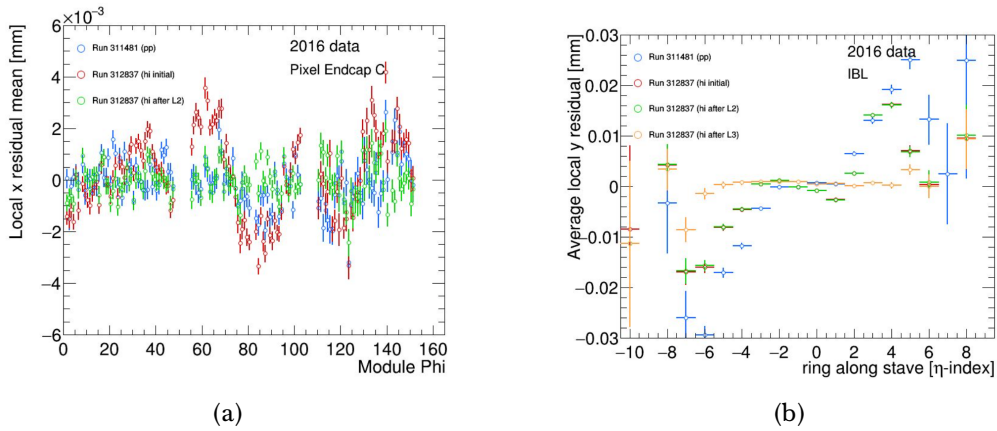 ×10⁻³
6
4
2
0
−2
−4
−6
Local x residual mean [mm]
2016 data
Pixel Endcap C
Run 311481 (pp)
Run 312837 (hi initial)
Run 312837 (hi after L2)
0 20 40 60 80 100 120 140 160
Module Phi
(a)
0.03
0.02
0.01
0
−0.01
−0.02
−0.03
Average local y residual [mm]
2016 data
IBL
Run 311481 (pp)
Run 312837 (hi initial)
Run 312837 (hi after L2)
Run 312837 (hi after L3)
−10 −8 −6 −4 −2 0 2 4 6 8
ring along stave [η-index]
(b)